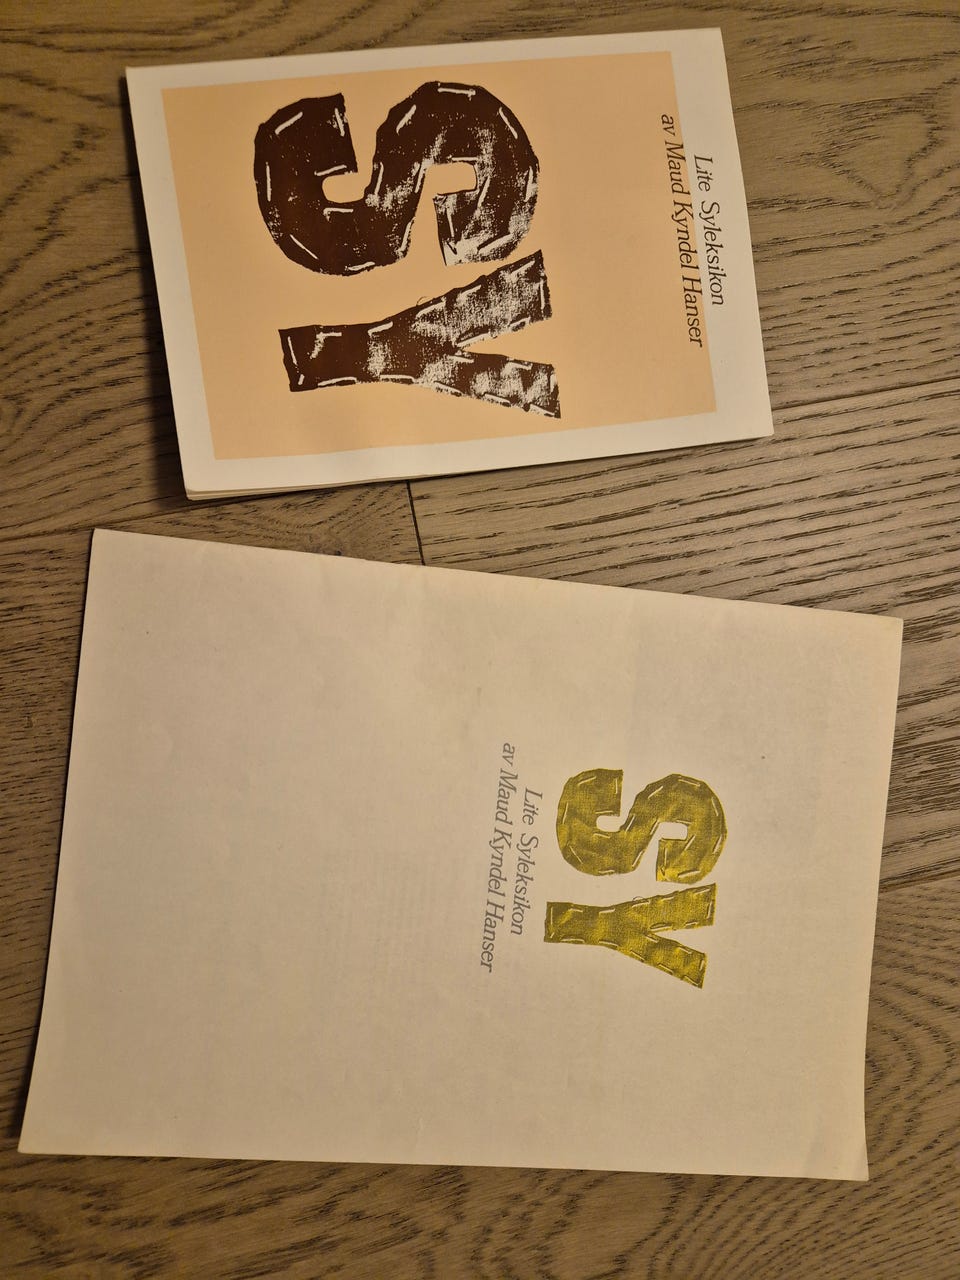 Lite Syleksikon
av Maud Kyndel Hanser
SY
SY
Lite Syleksikon
av Maud Kyndel Hanser